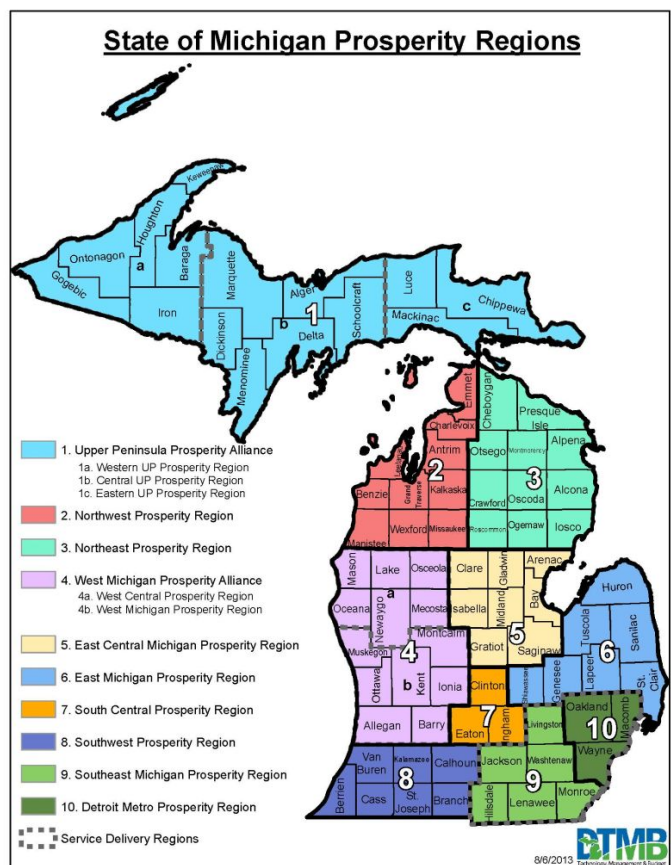 State of Michigan Prosperity Regions
Keweenaw
Houghton
Ontonagon
a
Baraga
Gogebic
Iron
Marquette
Dickinson
Menominee
Alger
1
b
Delta
Schoolcraft
Luce
Chippewa
c
Mackinac
Emmet
Cheboygan
Presque
Isle
Charlevoix
Antrim
Otsego
Montmorency
Alpena
Leelanau
2
3
Benzie
Grand
Traverse
Kalkaska
Crawford
Oscoda
Alcona
Manistee
Wexford
Missaukee
Roscommon
Ogemaw
Iosco
1. Upper Peninsula Prosperity Alliance
1a. Western UP Prosperity Region
1b. Central UP Prosperity Region
1c. Eastern UP Prosperity Region
2. Northwest Prosperity Region
3. Northeast Prosperity Region
4. West Michigan Prosperity Alliance
4a. West Central Prosperity Region
4b. West Michigan Prosperity Region
5. East Central Michigan Prosperity Region
6. East Michigan Prosperity Region
7. South Central Prosperity Region
8. Southwest Prosperity Region
9. Southeast Michigan Prosperity Region
10. Detroit Metro Prosperity Region
Service Delivery Regions
Mason
Lake
Osceola
a
Clare
Gladwin
Arenac
Oceana
Newaygo
Mecosta
Isabella
Midland
Bay
Huron
Montcalm
Gratiot
5
Saginaw
Tuscola
Sanilac
6
Muskegon
4
Ottawa
b
Kent
Ionia
Clinton
Shiawassee
Genesee
Lapeer
St.
Clair
Allegan
Barry
Eaton
7
Ingham
Livingston
Oakland
Macomb
10
Van
Buren
Kalamazoo
Calhoun
Jackson
Washtenaw
Wayne
8
9
Berrien
Cass
St.
Joseph
Branch
Hillsdale
Lenawee
Monroe
8/6/2013
DTMB
Technology, Management & Budget